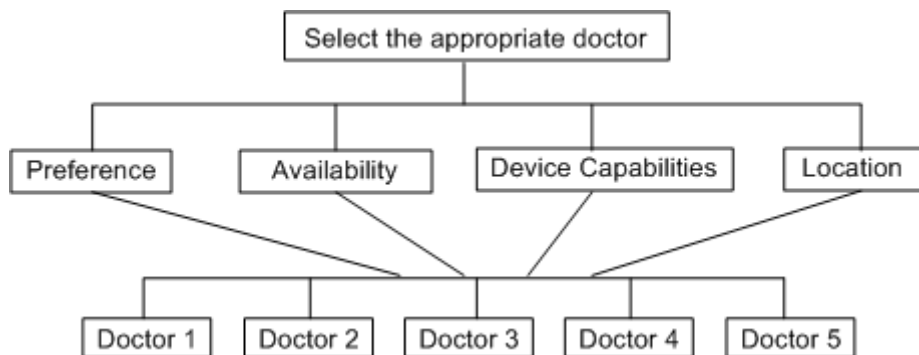 Select the appropriate doctor
Preference
Availability
Device Capabilities
Location
Doctor 1
Doctor 2
Doctor 3
Doctor 4
Doctor 5